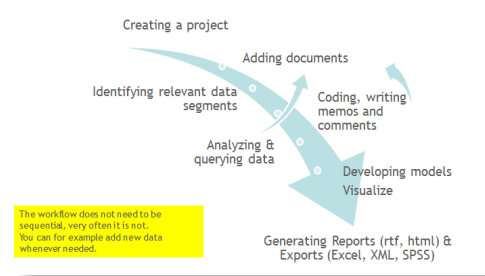 Creating a project
Adding documents
Identifying relevant data
segments
Coding, writing
memos and
comments
Analyzing &
querying data
Developing models
Visualize
The workflow does not need to be
sequential, very often it is not.
You can for example add new data
whenever needed.
Generating Reports (rtf, html) &
Exports (Excel, XML, SPSS)